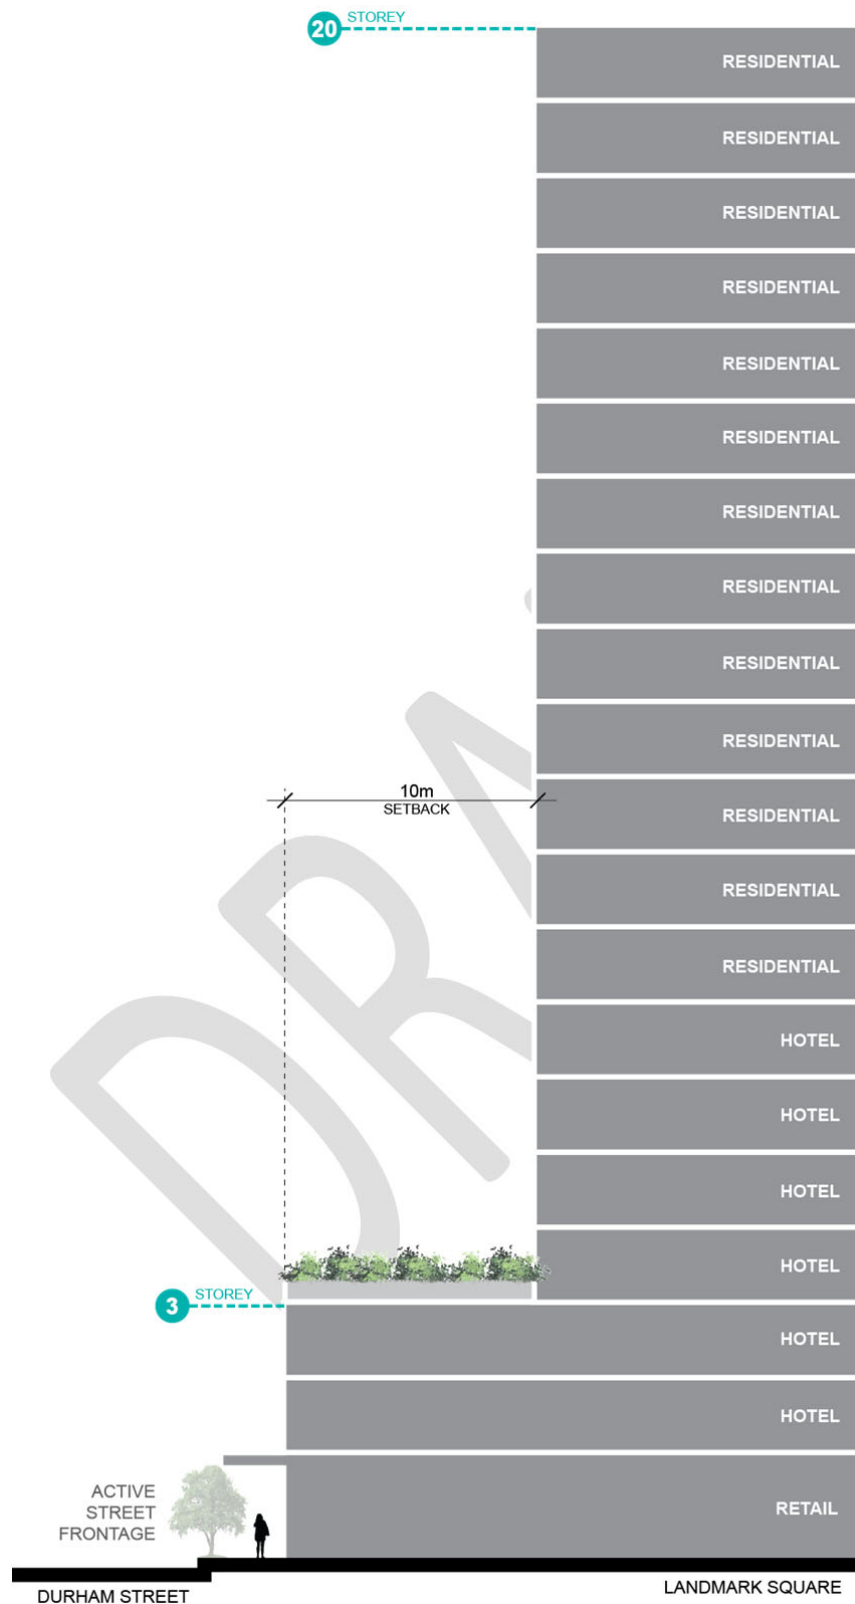 20 STOREY
RESIDENTIAL
RESIDENTIAL
RESIDENTIAL
RESIDENTIAL
RESIDENTIAL
RESIDENTIAL
RESIDENTIAL
RESIDENTIAL
RESIDENTIAL
RESIDENTIAL
10m
SETBACK
RESIDENTIAL
RESIDENTIAL
RESIDENTIAL
HOTEL
HOTEL
HOTEL
HOTEL
3 STOREY
HOTEL
HOTEL
ACTIVE
STREET
FRONTAGE
RETAIL
DURHAM STREET
LANDMARK SQUARE
DRA